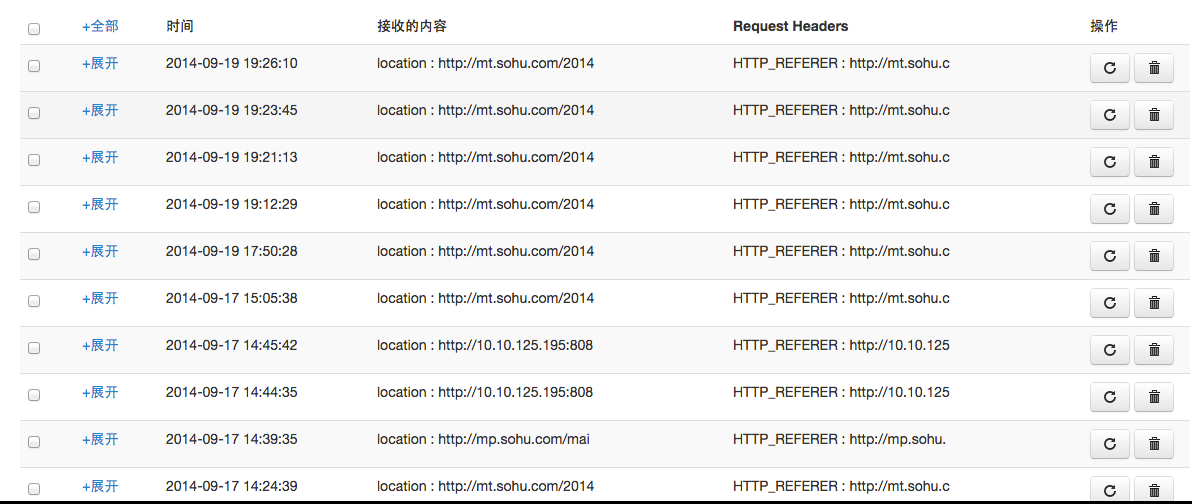 +全部 时间 接收的内容 Request Headers 操作
+展开 2014-09-19 19:26:10 location : http://mt.sohu.com/2014 HTTP_REFERER : http://mt.sohu.c
+展开 2014-09-19 19:23:45 location : http://mt.sohu.com/2014 HTTP_REFERER : http://mt.sohu.c
+展开 2014-09-19 19:21:13 location : http://mt.sohu.com/2014 HTTP_REFERER : http://mt.sohu.c
+展开 2014-09-19 19:12:29 location : http://mt.sohu.com/2014 HTTP_REFERER : http://mt.sohu.c
+展开 2014-09-19 17:50:28 location : http://mt.sohu.com/2014 HTTP_REFERER : http://mt.sohu.c
+展开 2014-09-17 15:05:38 location : http://mt.sohu.com/2014 HTTP_REFERER : http://mt.sohu.c
+展开 2014-09-17 14:45:42 location : http://10.10.125.195:808 HTTP_REFERER : http://10.10.125
+展开 2014-09-17 14:44:35 location : http://10.10.125.195:808 HTTP_REFERER : http://10.10.125
+展开 2014-09-17 14:39:35 location : http://mp.sohu.com/mai HTTP_REFERER : http://mp.sohu.
+展开 2014-09-17 14:24:39 location : http://mt.sohu.com/2014 HTTP_REFERER : http://mt.sohu.c